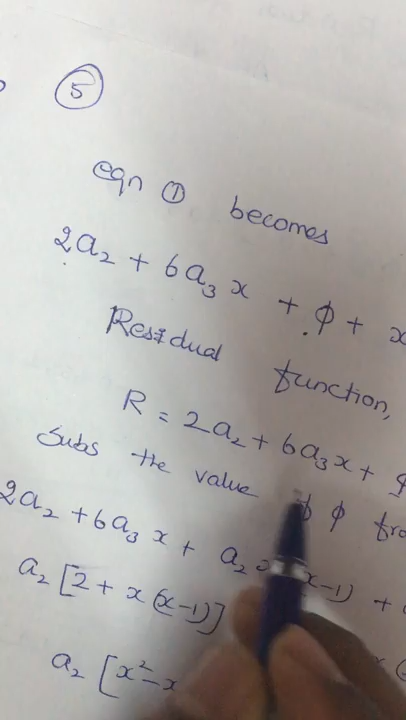 5
eqn ① becomes
2a₂ + 6a₃x + ϕ + x
Residual function,
R = 2a₂ + 6a₃x +
Subs the value of ϕ
2a₂ + 6a₃x + a₂ x-1) +
a₂ [2 + x(x-1)]
a₂ [x²-x